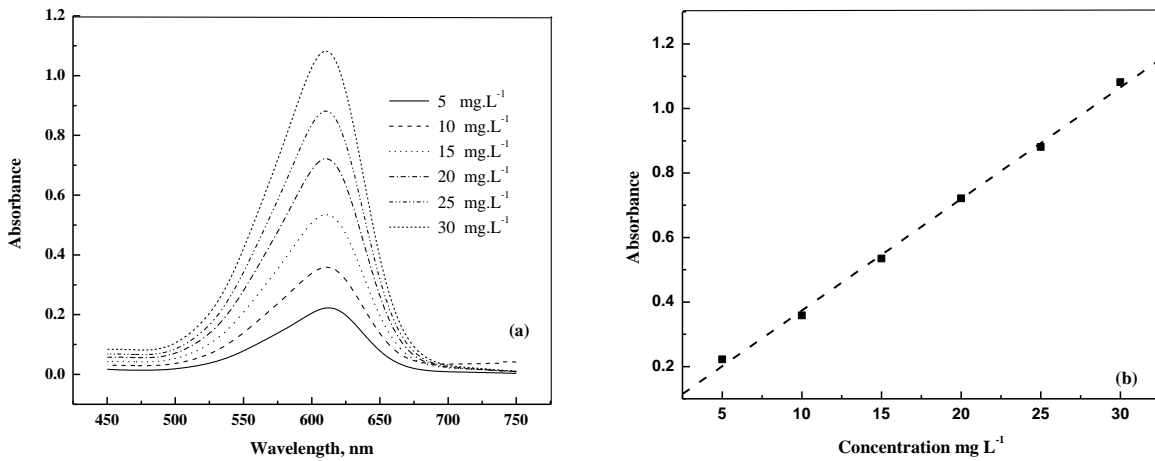 1.2
1.0
0.8
0.6
0.4
0.2
0.0
Absorbance
5 mg.L⁻¹
10 mg.L⁻¹
15 mg.L⁻¹
20 mg.L⁻¹
25 mg.L⁻¹
30 mg.L⁻¹
(a)
450 500 550 600 650 700 750
Wavelength, nm
1.2
1.0
0.8
0.6
0.4
0.2
Absorbance
(b)
5 10 15 20 25 30
Concentration mg L⁻¹